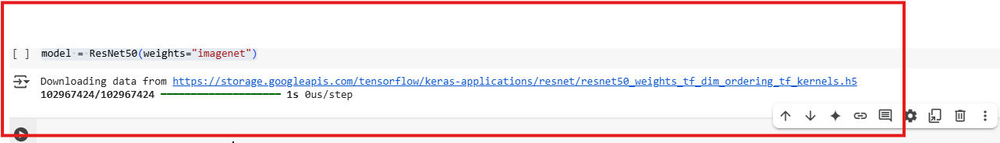 [ ] model = ResNet50(weights="imagenet")
Downloading data from https://storage.googleapis.com/tensorflow/keras-applications/resnet/resnet50_weights_tf_dim_ordering_tf_kernels.h5
102967424/102967424 ━━━━━━━━━━━━━━━━━━━━ 1s 0us/step